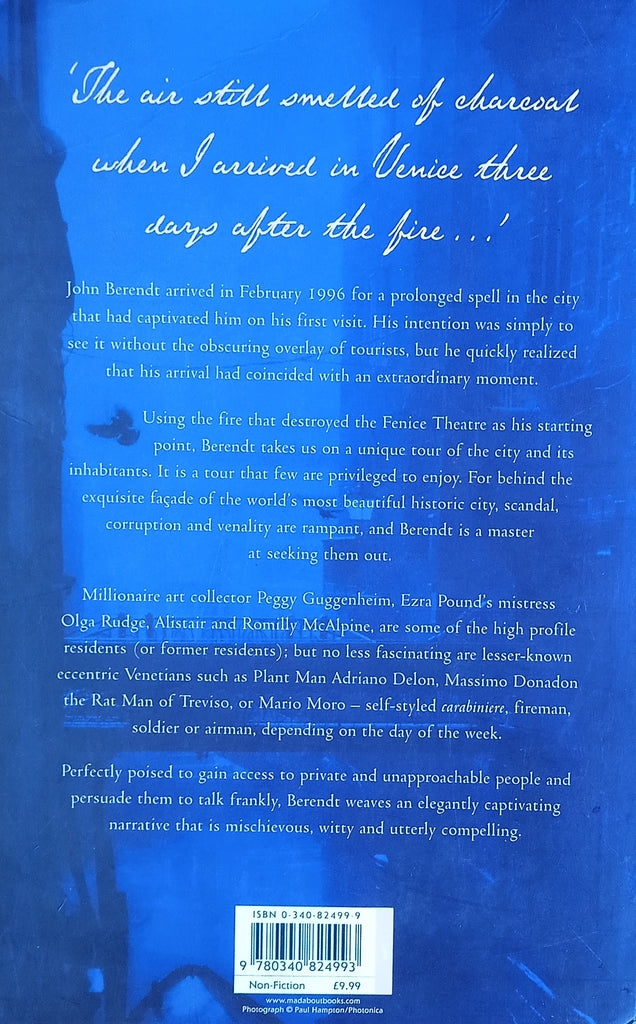 'The air still smelled of charcoal
when I arrived in Venice three
days after the fire...'
John Berendt arrived in February 1996 for a prolonged spell in the city
that had captivated him on his first visit. His intention was simply to
see it without the obscuring overlay of tourists, but he quickly realized
that his arrival had coincided with an extraordinary moment.
Using the fire that destroyed the Fenice Theatre as his starting
point, Berendt takes us on a unique tour of the city and its
inhabitants. It is a tour that few are privileged to enjoy. For behind the
exquisite façade of the world's most beautiful historic city, scandal,
corruption and venality are rampant, and Berendt is a master
at seeking them out.
Millionaire art collector Peggy Guggenheim, Ezra Pound's mistress
Olga Rudge, Alistair and Romilly McAlpine, are some of the high profile
residents (or former residents); but no less fascinating are lesser-known
eccentric Venetians such as Plant Man Adriano Delon, Massimo Donadon
the Rat Man of Treviso, or Mario Moro – self-styled carabiniere, fireman,
soldier or airman, depending on the day of the week.
Perfectly poised to gain access to private and unapproachable people and
persuade them to talk frankly, Berendt weaves an elegantly captivating
narrative that is mischievous, witty and utterly compelling.
ISBN 0-340-82499-9
9 780340 824993
Non-Fiction £9.99
www.madaboutbooks.com
Photograph © Paul Hampton/Photonica